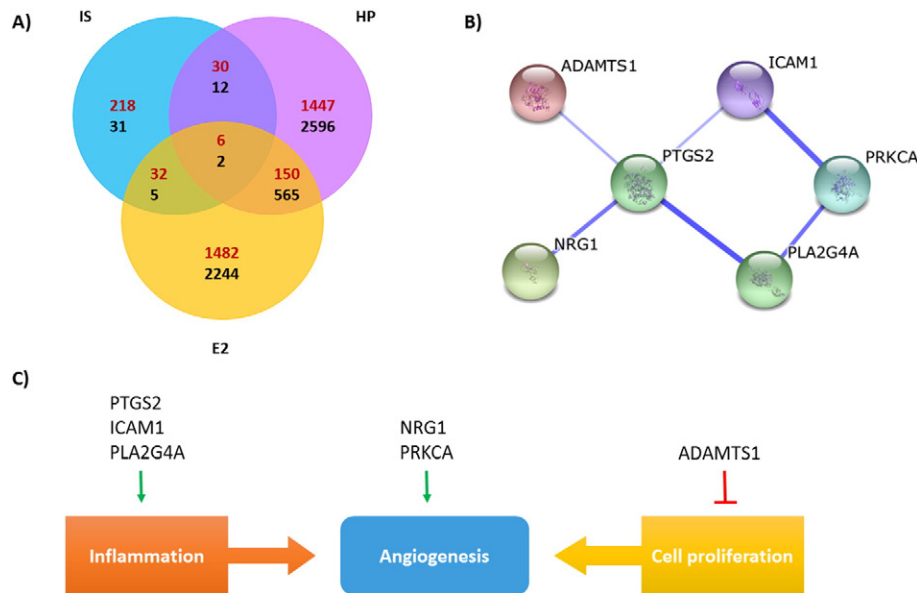 A)
IS
HP
30
12
218
31
1447
2596
6
2
32
5
150
565
1482
2244
E2
B)
ADAMTS1
ICAM1
PTGS2
PRKCA
NRG1
PLA2G4A
C)
PTGS2
ICAM1
PLA2G4A
NRG1
PRKCA
ADAMTS1
Inflammation
Angiogenesis
Cell proliferation